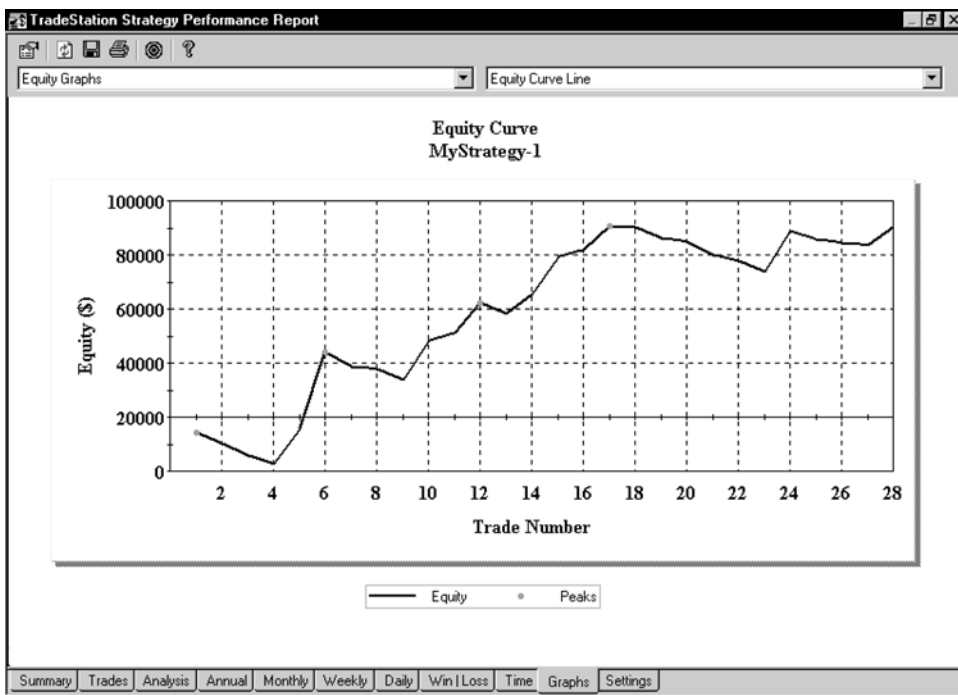 TradeStation Strategy Performance Report
Equity Graphs
Equity Curve Line
Equity Curve
MyStrategy-1
100000
80000
60000
40000
20000
0
Equity ($)
2 4 6 8 10 12 14 16 18 20 22 24 26 28
Trade Number
Equity Peaks
Summary Trades Analysis Annual Monthly Weekly Daily Win | Loss Time Graphs Settings